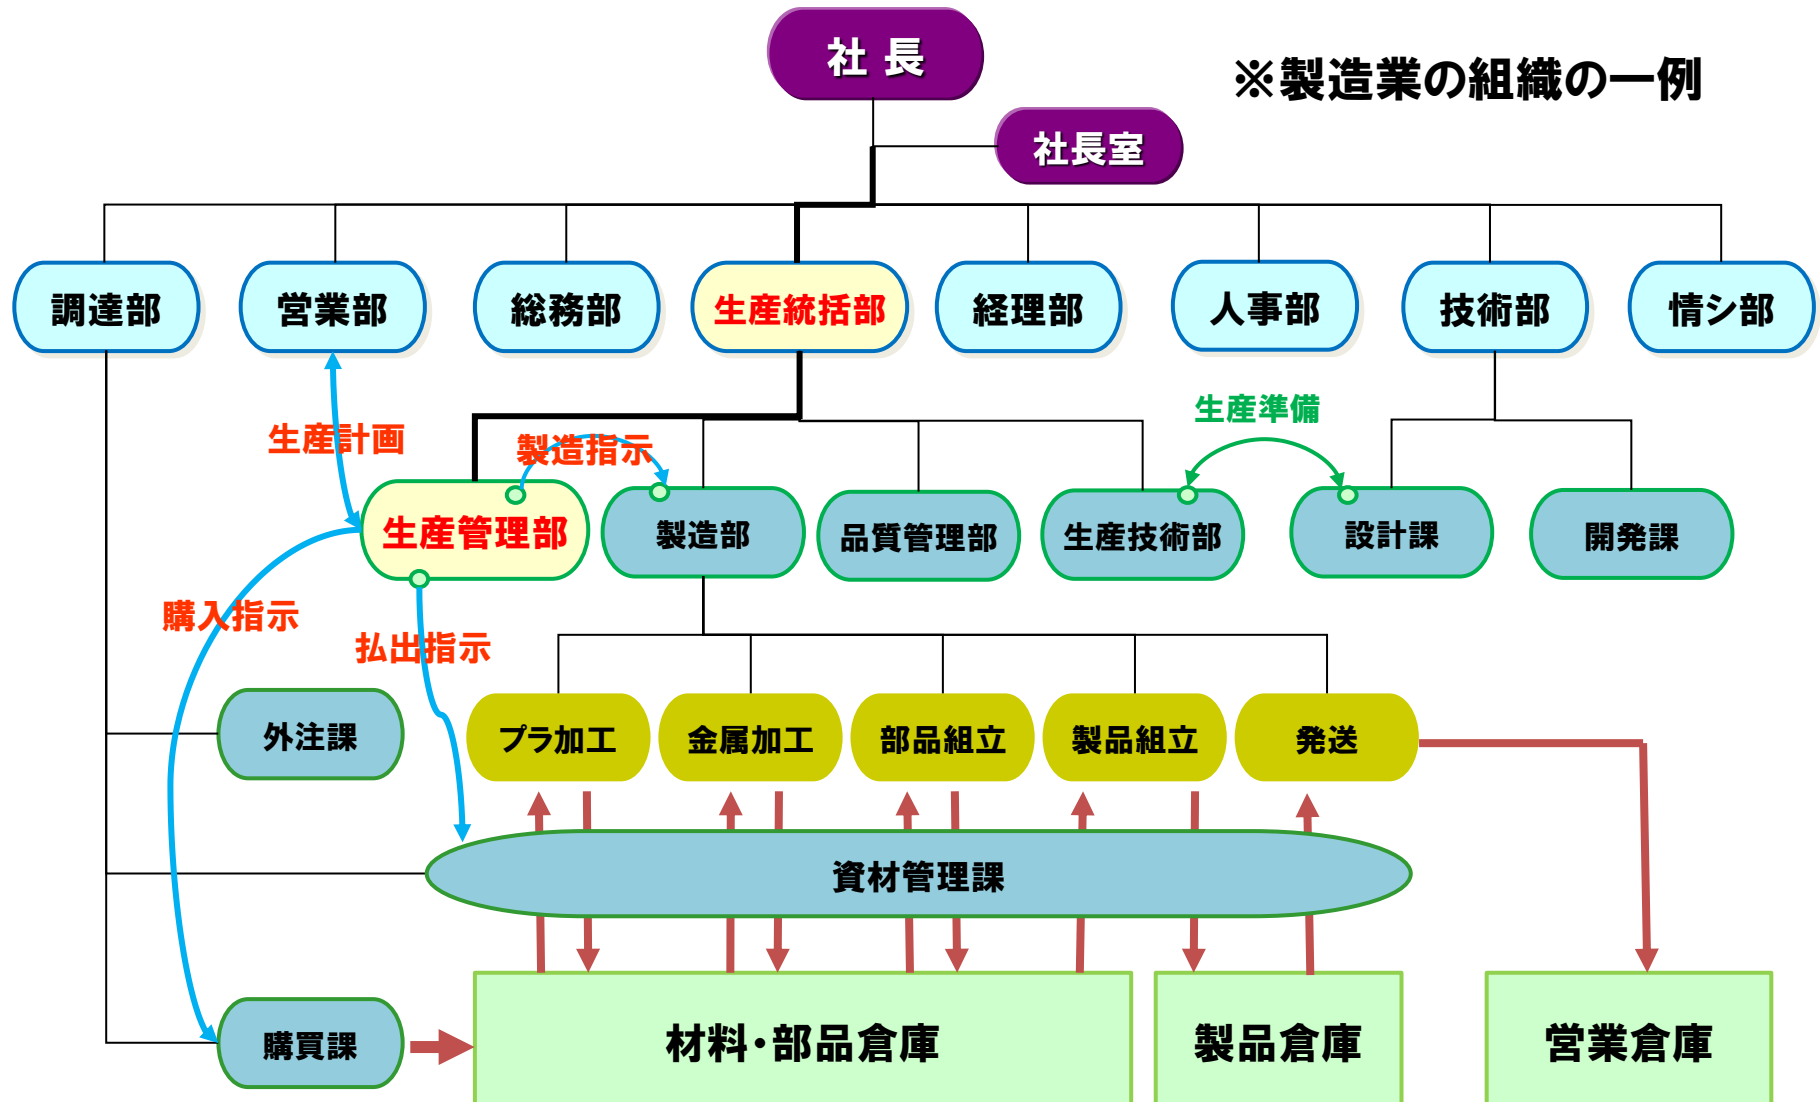 社 長
※製造業の組織の一例
社長室
調達部
営業部
総務部
生産統括部
経理部
人事部
技術部
情シ部
生産計画
製造指示
生産準備
生産管理部
製造部
品質管理部
生産技術部
設計課
開発課
購入指示
払出指示
外注課
プラ加工
金属加工
部品組立
製品組立
発送
資材管理課
購買課
材料・部品倉庫
製品倉庫
営業倉庫